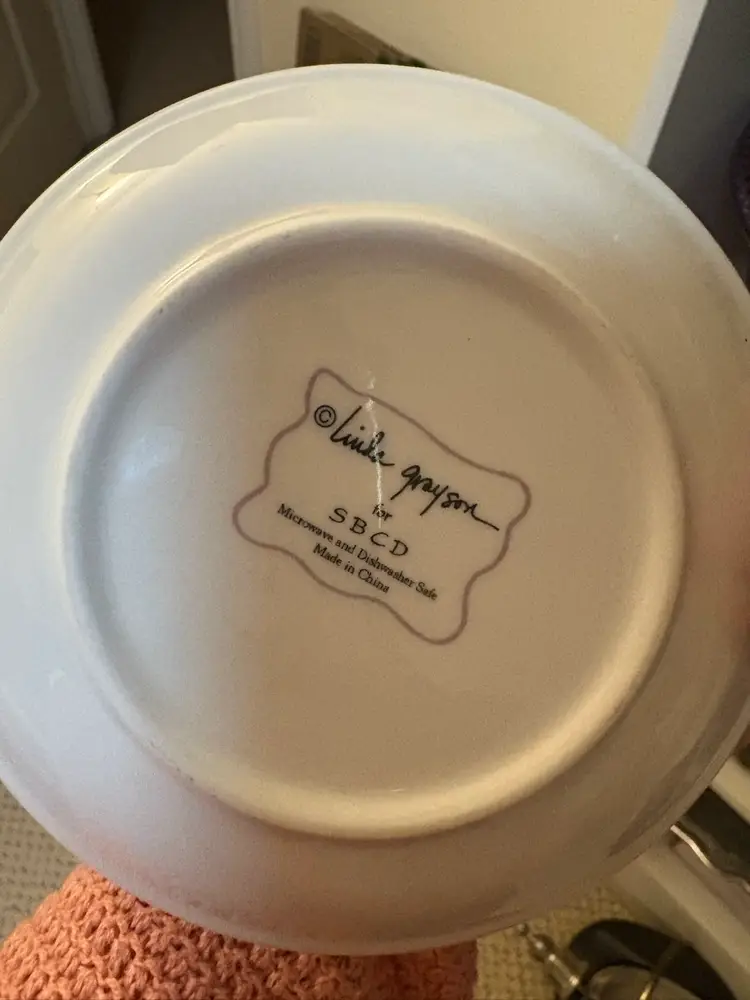 © linda grayson
for
SBCD
Microwave and Dishwasher Safe
Made in China